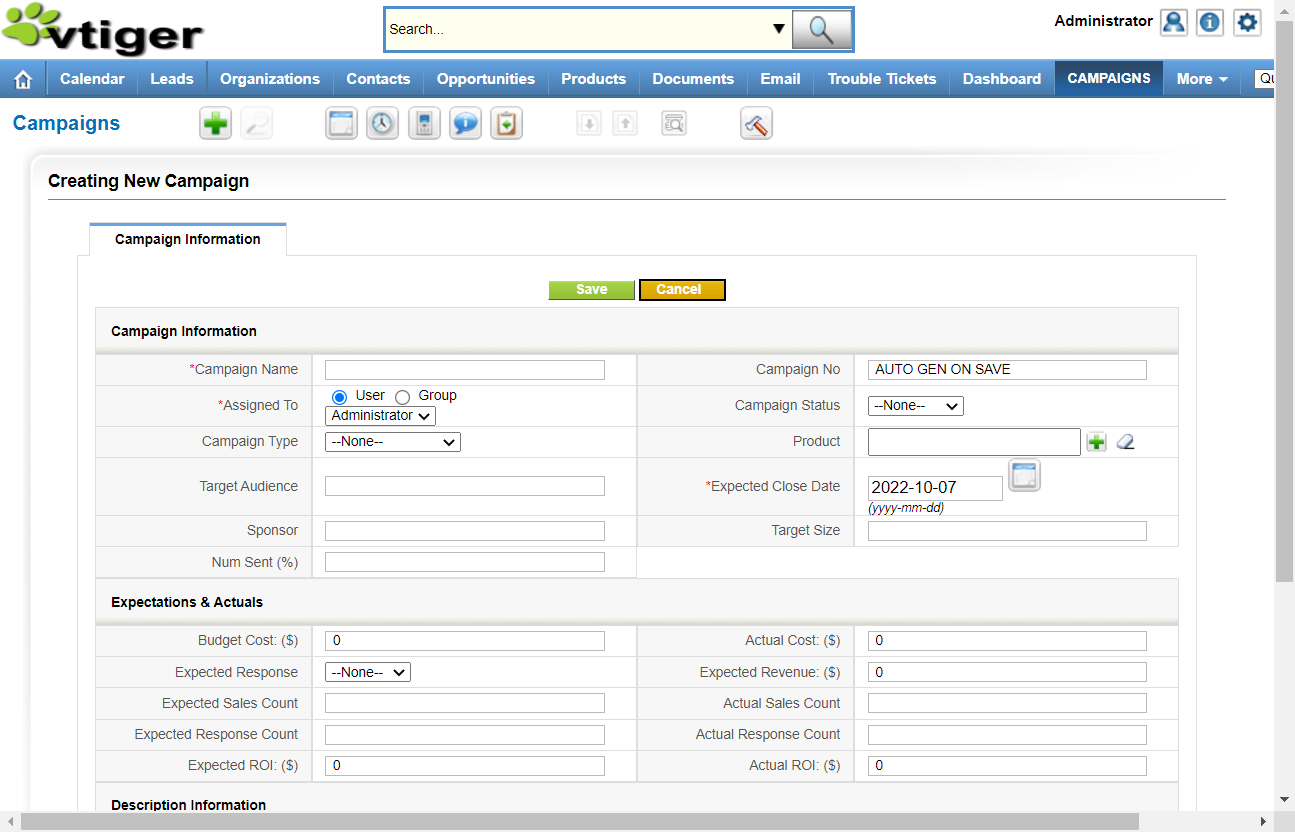 vtiger
Search...
Administrator
Calendar Leads Organizations Contacts Opportunities Products Documents Email Trouble Tickets Dashboard CAMPAIGNS More
Campaigns
Creating New Campaign
Campaign Information
Save Cancel
Campaign Information
*Campaign Name
Campaign No AUTO GEN ON SAVE
*Assigned To User Group
Administrator
Campaign Status --None--
Campaign Type --None--
Product
Target Audience
*Expected Close Date 2022-10-07
(yyyy-mm-dd)
Sponsor
Target Size
Num Sent (%)
Expectations & Actuals
Budget Cost: ($) 0
Actual Cost: ($) 0
Expected Response --None--
Expected Revenue: ($) 0
Expected Sales Count
Actual Sales Count
Expected Response Count
Actual Response Count
Expected ROI: ($) 0
Actual ROI: ($) 0
Description Information